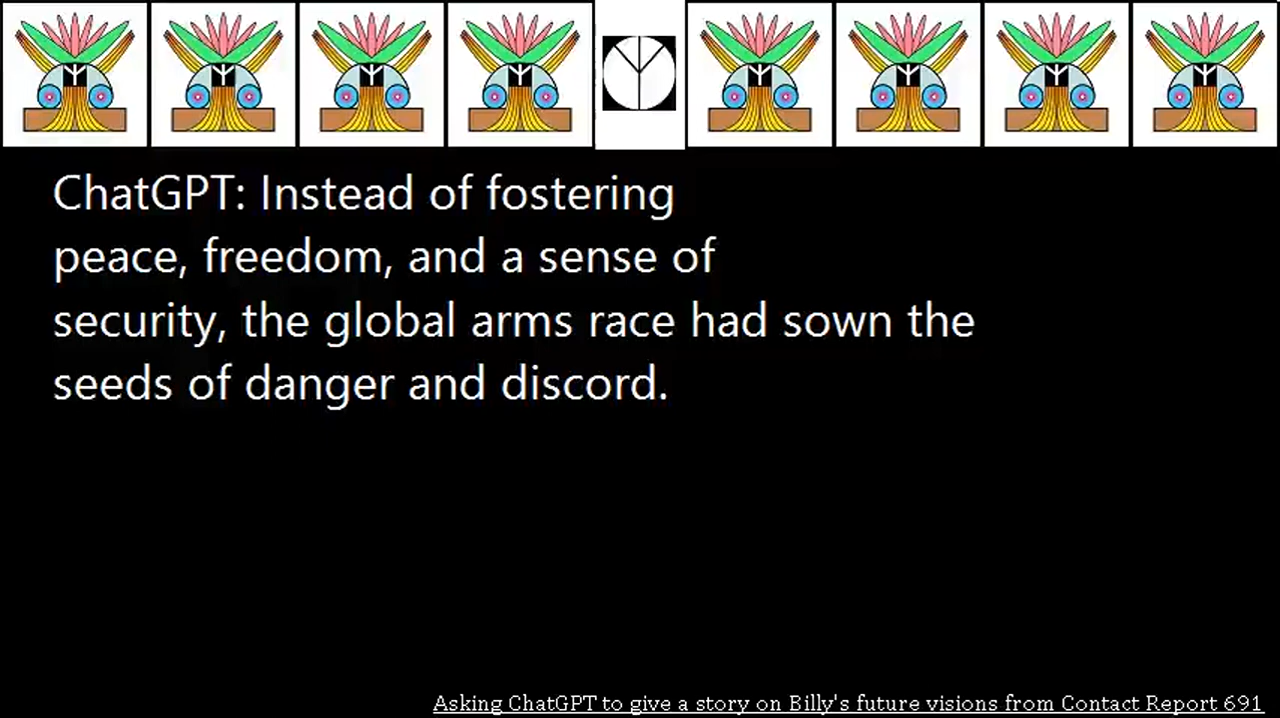 ChatGPT: Instead of fostering
peace, freedom, and a sense of
security, the global arms race had sown the
seeds of danger and discord.
Asking ChatGPT to give a story on Billy's future visions from Contact Report 691